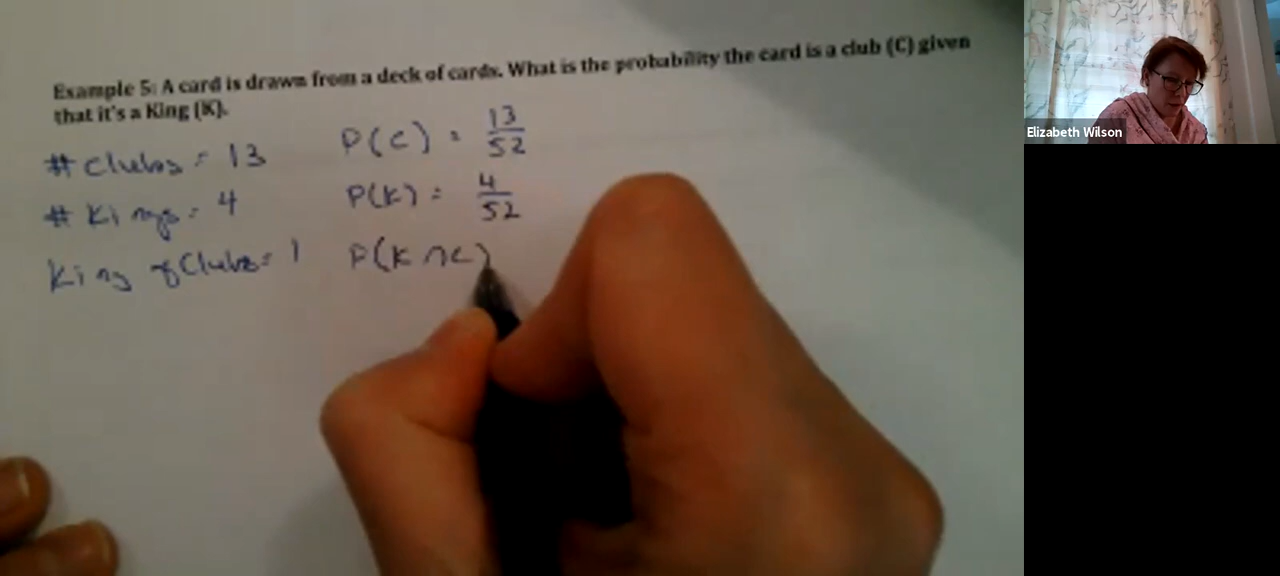 Example 5: A card is drawn from a deck of cards. What is the probability the card is a club (C) given
that it's a King (K).
# clubs = 13 P(C) = 13/52
# Kings = 4 P(K) = 4/52
King of Clubs = 1 P(K ∩ C)
Elizabeth Wilson